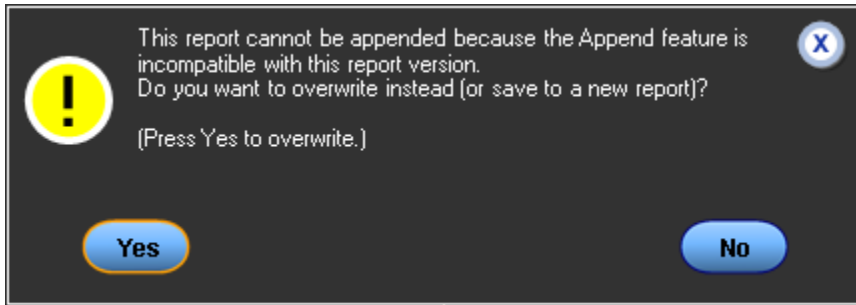 This report cannot be appended because the Append feature is
incompatible with this report version.
Do you want to overwrite instead (or save to a new report)?
(Press Yes to overwrite.)
X
!
Yes
No